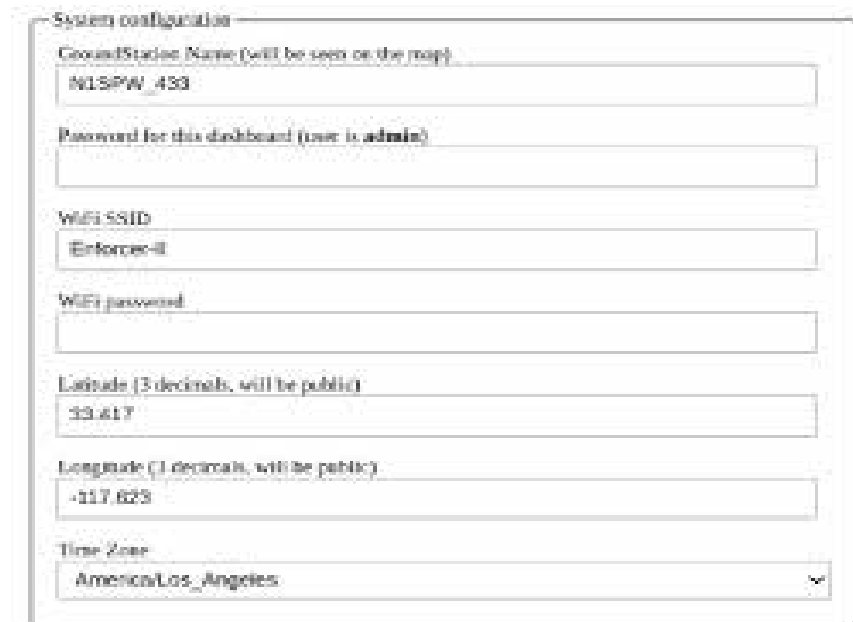 System configuration
GroundStation Name (will be seen on the map)
N1SPW_433
Password for this dashboard (user is admin)
WiFi SSID
Enforcer-II
WiFi password
Latitude (3 decimals, will be public)
33.417
Longitude (3 decimals, will be public)
-117.623
Time Zone
America/Los_Angeles